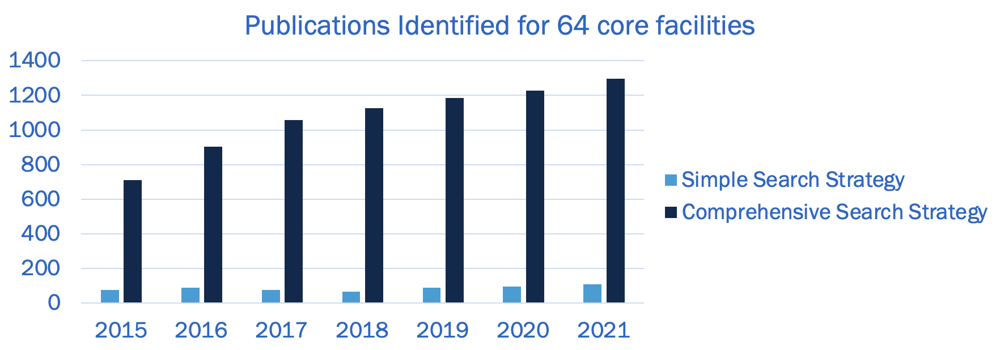 Publications Identified for 64 core facilities
1400
1200
1000
800
600
400
200
0
2015 2016 2017 2018 2019 2020 2021
Simple Search Strategy
Comprehensive Search Strategy